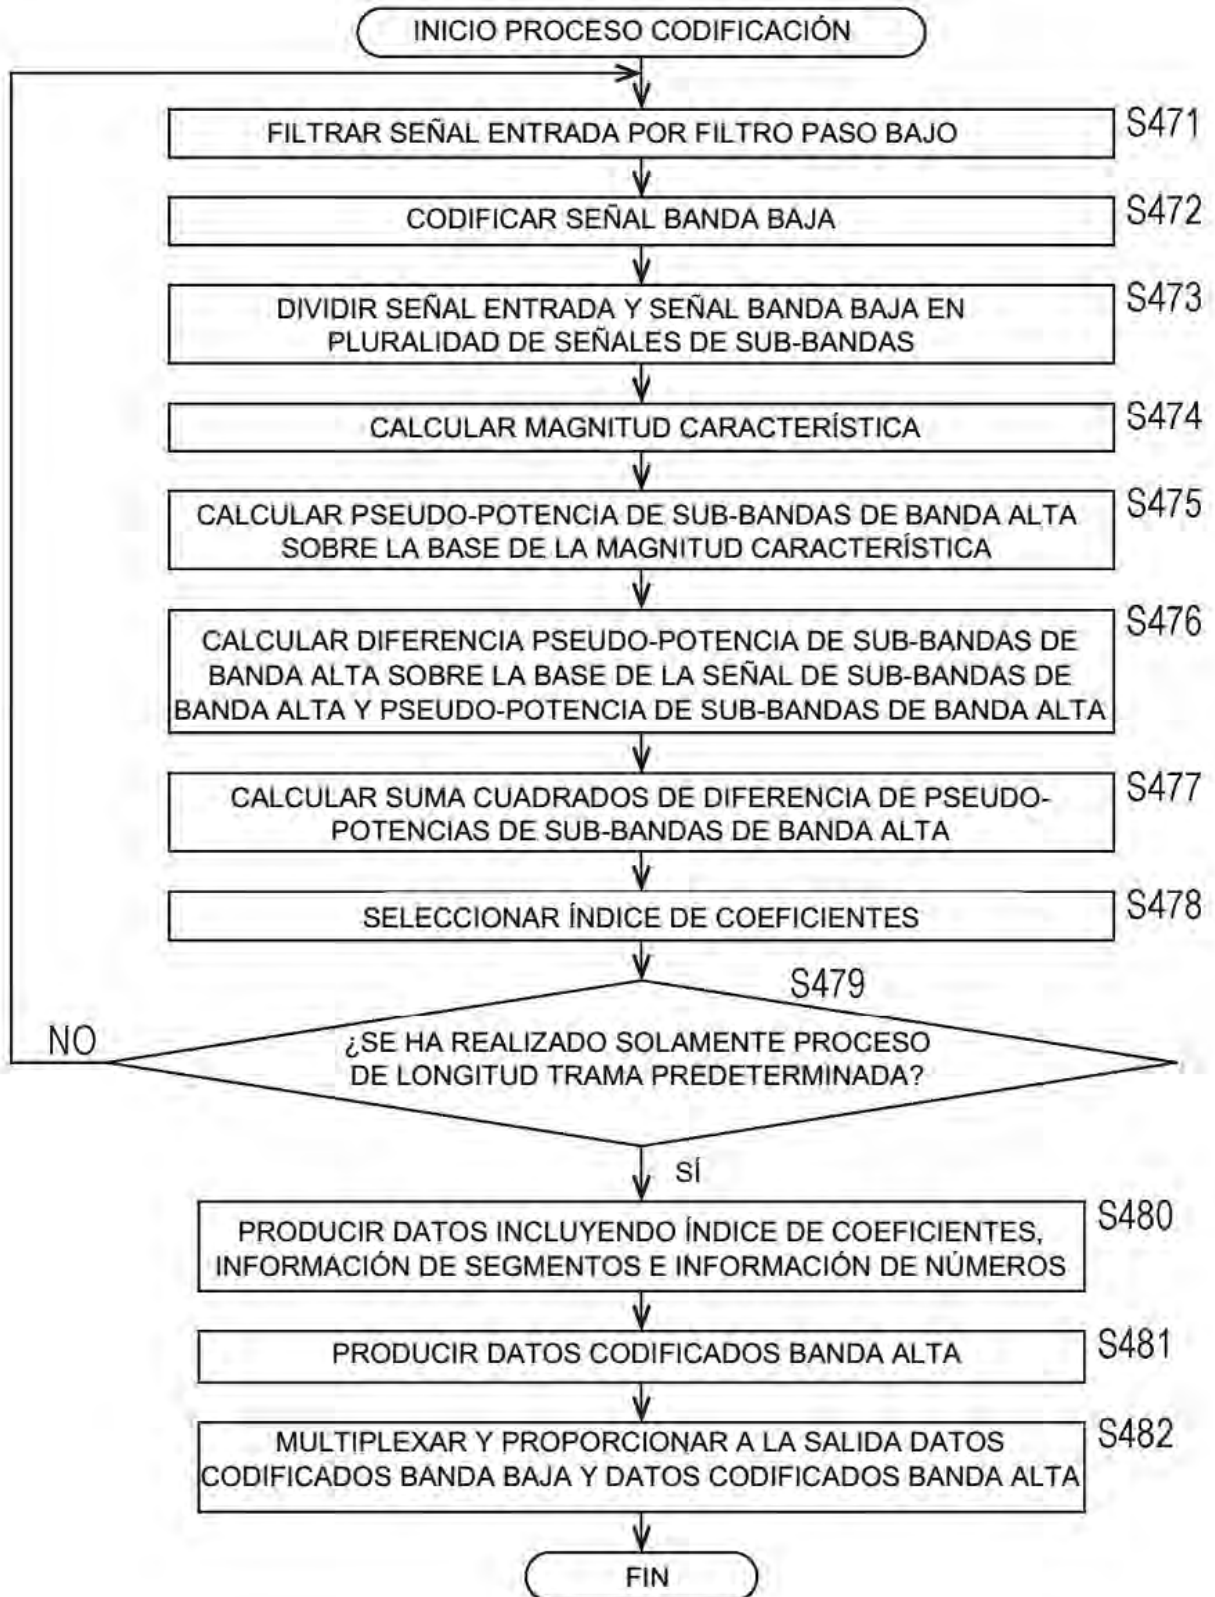 INICIO PROCESO CODIFICACIÓN
FILTRAR SEÑAL ENTRADA POR FILTRO PASO BAJO
S471
CODIFICAR SEÑAL BANDA BAJA
S472
DIVIDIR SEÑAL ENTRADA Y SEÑAL BANDA BAJA EN
PLURALIDAD DE SEÑALES DE SUB-BANDAS
S473
CALCULAR MAGNITUD CARACTERÍSTICA
S474
CALCULAR PSEUDO-POTENCIA DE SUB-BANDAS DE BANDA ALTA
SOBRE LA BASE DE LA MAGNITUD CARACTERÍSTICA
S475
CALCULAR DIFERENCIA PSEUDO-POTENCIA DE SUB-BANDAS DE
BANDA ALTA SOBRE LA BASE DE LA SEÑAL DE SUB-BANDAS DE
BANDA ALTA Y PSEUDO-POTENCIA DE SUB-BANDAS DE BANDA ALTA
S476
CALCULAR SUMA CUADRADOS DE DIFERENCIA DE PSEUDO-
POTENCIAS DE SUB-BANDAS DE BANDA ALTA
S477
SELECCIONAR ÍNDICE DE COEFICIENTES
S478
S479
NO
¿SE HA REALIZADO SOLAMENTE PROCESO
DE LONGITUD TRAMA PREDETERMINADA?
SÍ
PRODUCIR DATOS INCLUYENDO ÍNDICE DE COEFICIENTES,
INFORMACIÓN DE SEGMENTOS E INFORMACIÓN DE NÚMEROS
S480
PRODUCIR DATOS CODIFICADOS BANDA ALTA
S481
MULTIPLEXAR Y PROPORCIONAR A LA SALIDA DATOS
CODIFICADOS BANDA BAJA Y DATOS CODIFICADOS BANDA ALTA
S482
FIN